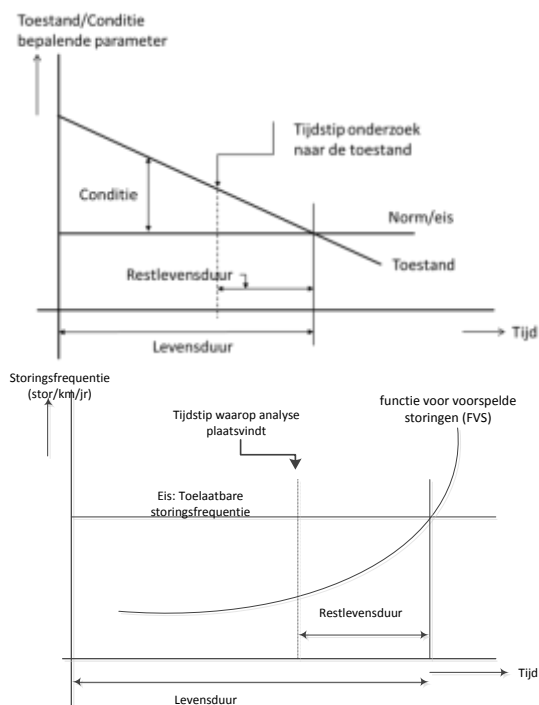 Toestand/Conditie
bepalende parameter
Tijdstip onderzoek
naar de toestand
Conditie
Norm/eis
Restlevensduur
Toestand
Tijd
Levensduur
Storingsfrequentie
(stor/km/jr)
functie voor voorspelde
storingen (FVS)
Tijdstip waarop analyse
plaatsvindt
Eis: Toelaatbare
storingsfrequentie
Restlevensduur
Tijd
Levensduur